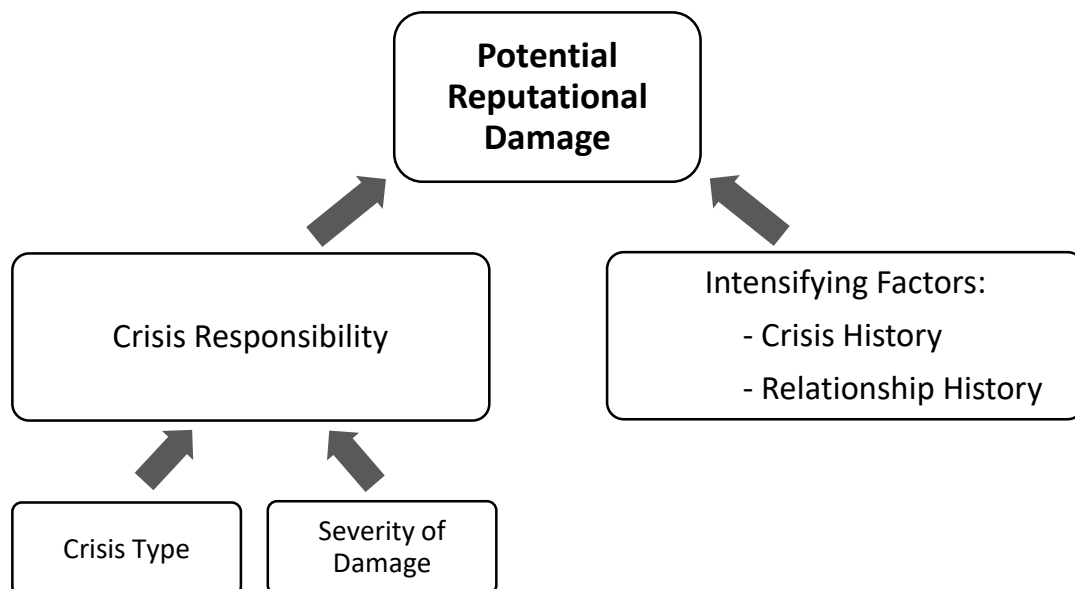 Potential
Reputational
Damage
Crisis Responsibility
Intensifying Factors:
- Crisis History
- Relationship History
Crisis Type
Severity of
Damage